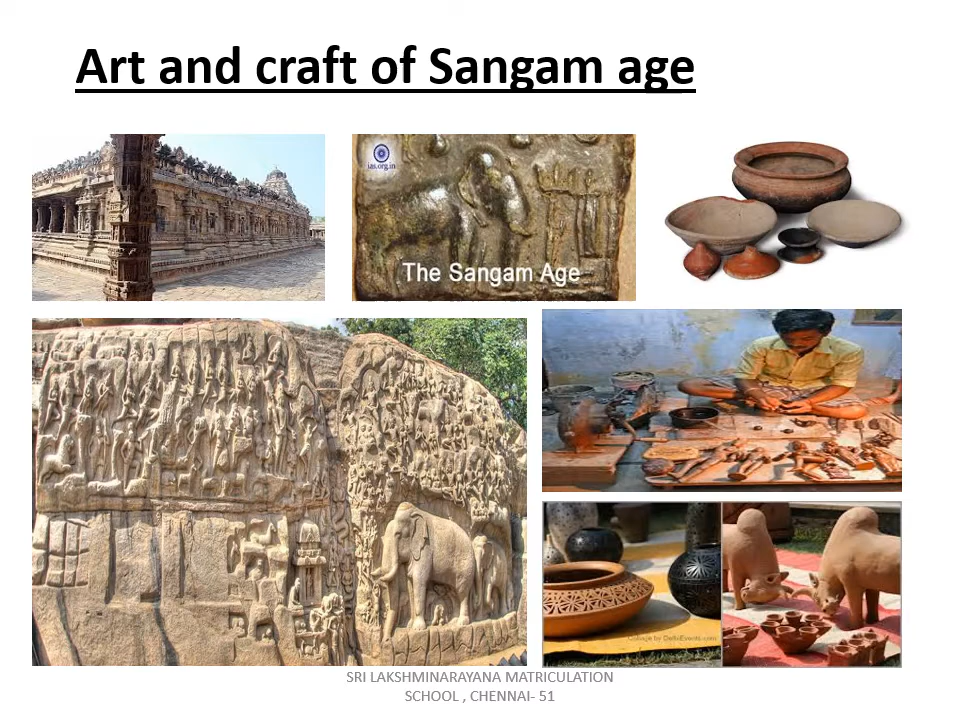 Art and craft of Sangam age
ias.org.in
The Sangam Age
Collage by DelhiEvents.com
SRI LAKSHMINARAYANA MATRICULATION
SCHOOL , CHENNAI- 51